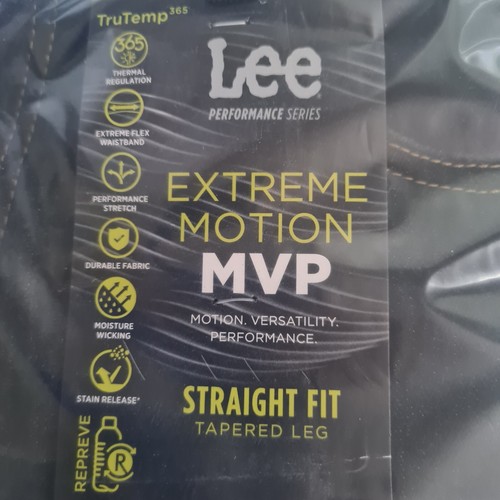 TruTemp365
365
THERMAL
REGULATION
EXTREME FLEX
WAISTBAND
PERFORMANCE
STRETCH
DURABLE FABRIC
MOISTURE
WICKING
STAIN RELEASE*
REPREVE
R
Lee
PERFORMANCE SERIES
EXTREME
MOTION
MVP
MOTION. VERSATILITY.
PERFORMANCE.
STRAIGHT FIT
TAPERED LEG